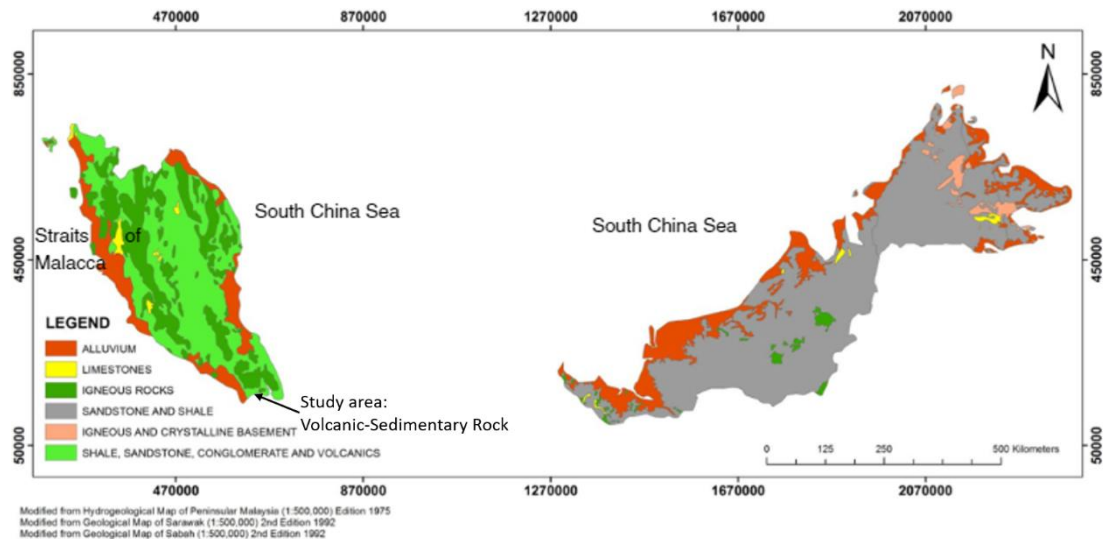 470000 870000 1270000 1670000 2070000
850000 850000
N
South China Sea
South China Sea
Straits of
Malacca
450000 450000
LEGEND
ALLUVIUM
LIMESTONES
IGNEOUS ROCKS
SANDSTONE AND SHALE
IGNEOUS AND CRYSTALLINE BASEMENT
SHALE, SANDSTONE, CONGLOMERATE AND VOLCANICS
Study area:
Volcanic-Sedimentary Rock
50000 50000
0 125 250 500 Kilometers
470000 870000 1270000 1670000 2070000
Modified from Hydrogeological Map of Peninsular Malaysia (1:500,000) Edition 1975
Modified from Geological Map of Sarawak (1:500,000) 2nd Edition 1992
Modified from Geological Map of Sabah (1:500,000) 2nd Edition 1992